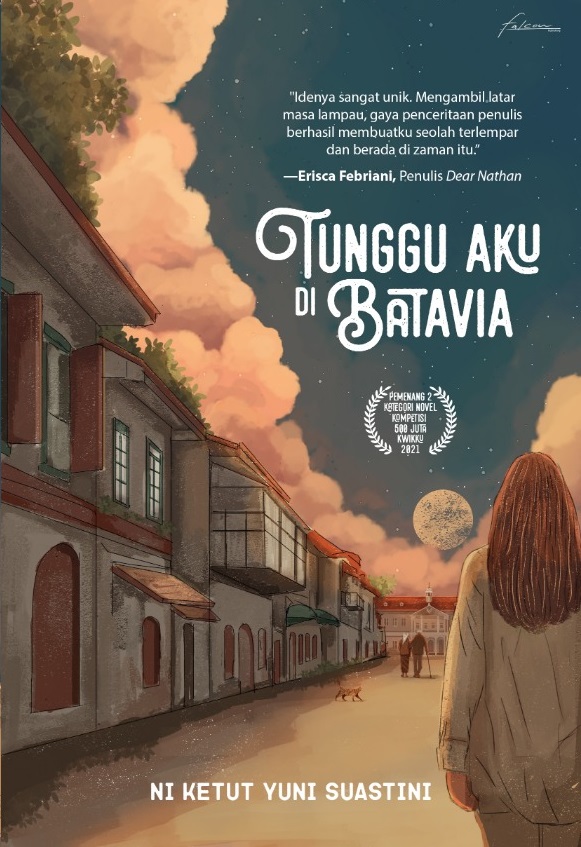 falcon
"Idenya sangat unik. Mengambil latar
masa lampau, gaya penceritaan penulis
berhasil membuatku seolah terlempar
dan berada di zaman itu."
—Erisca Febriani, Penulis Dear Nathan
TUNGGU AKU
DI BATAVIA
PEMENANG 2
KATEGORI NOVEL
KOMPETISI
500 JUTA
KWIKKU
2021
NI KETUT YUNI SUASTINI